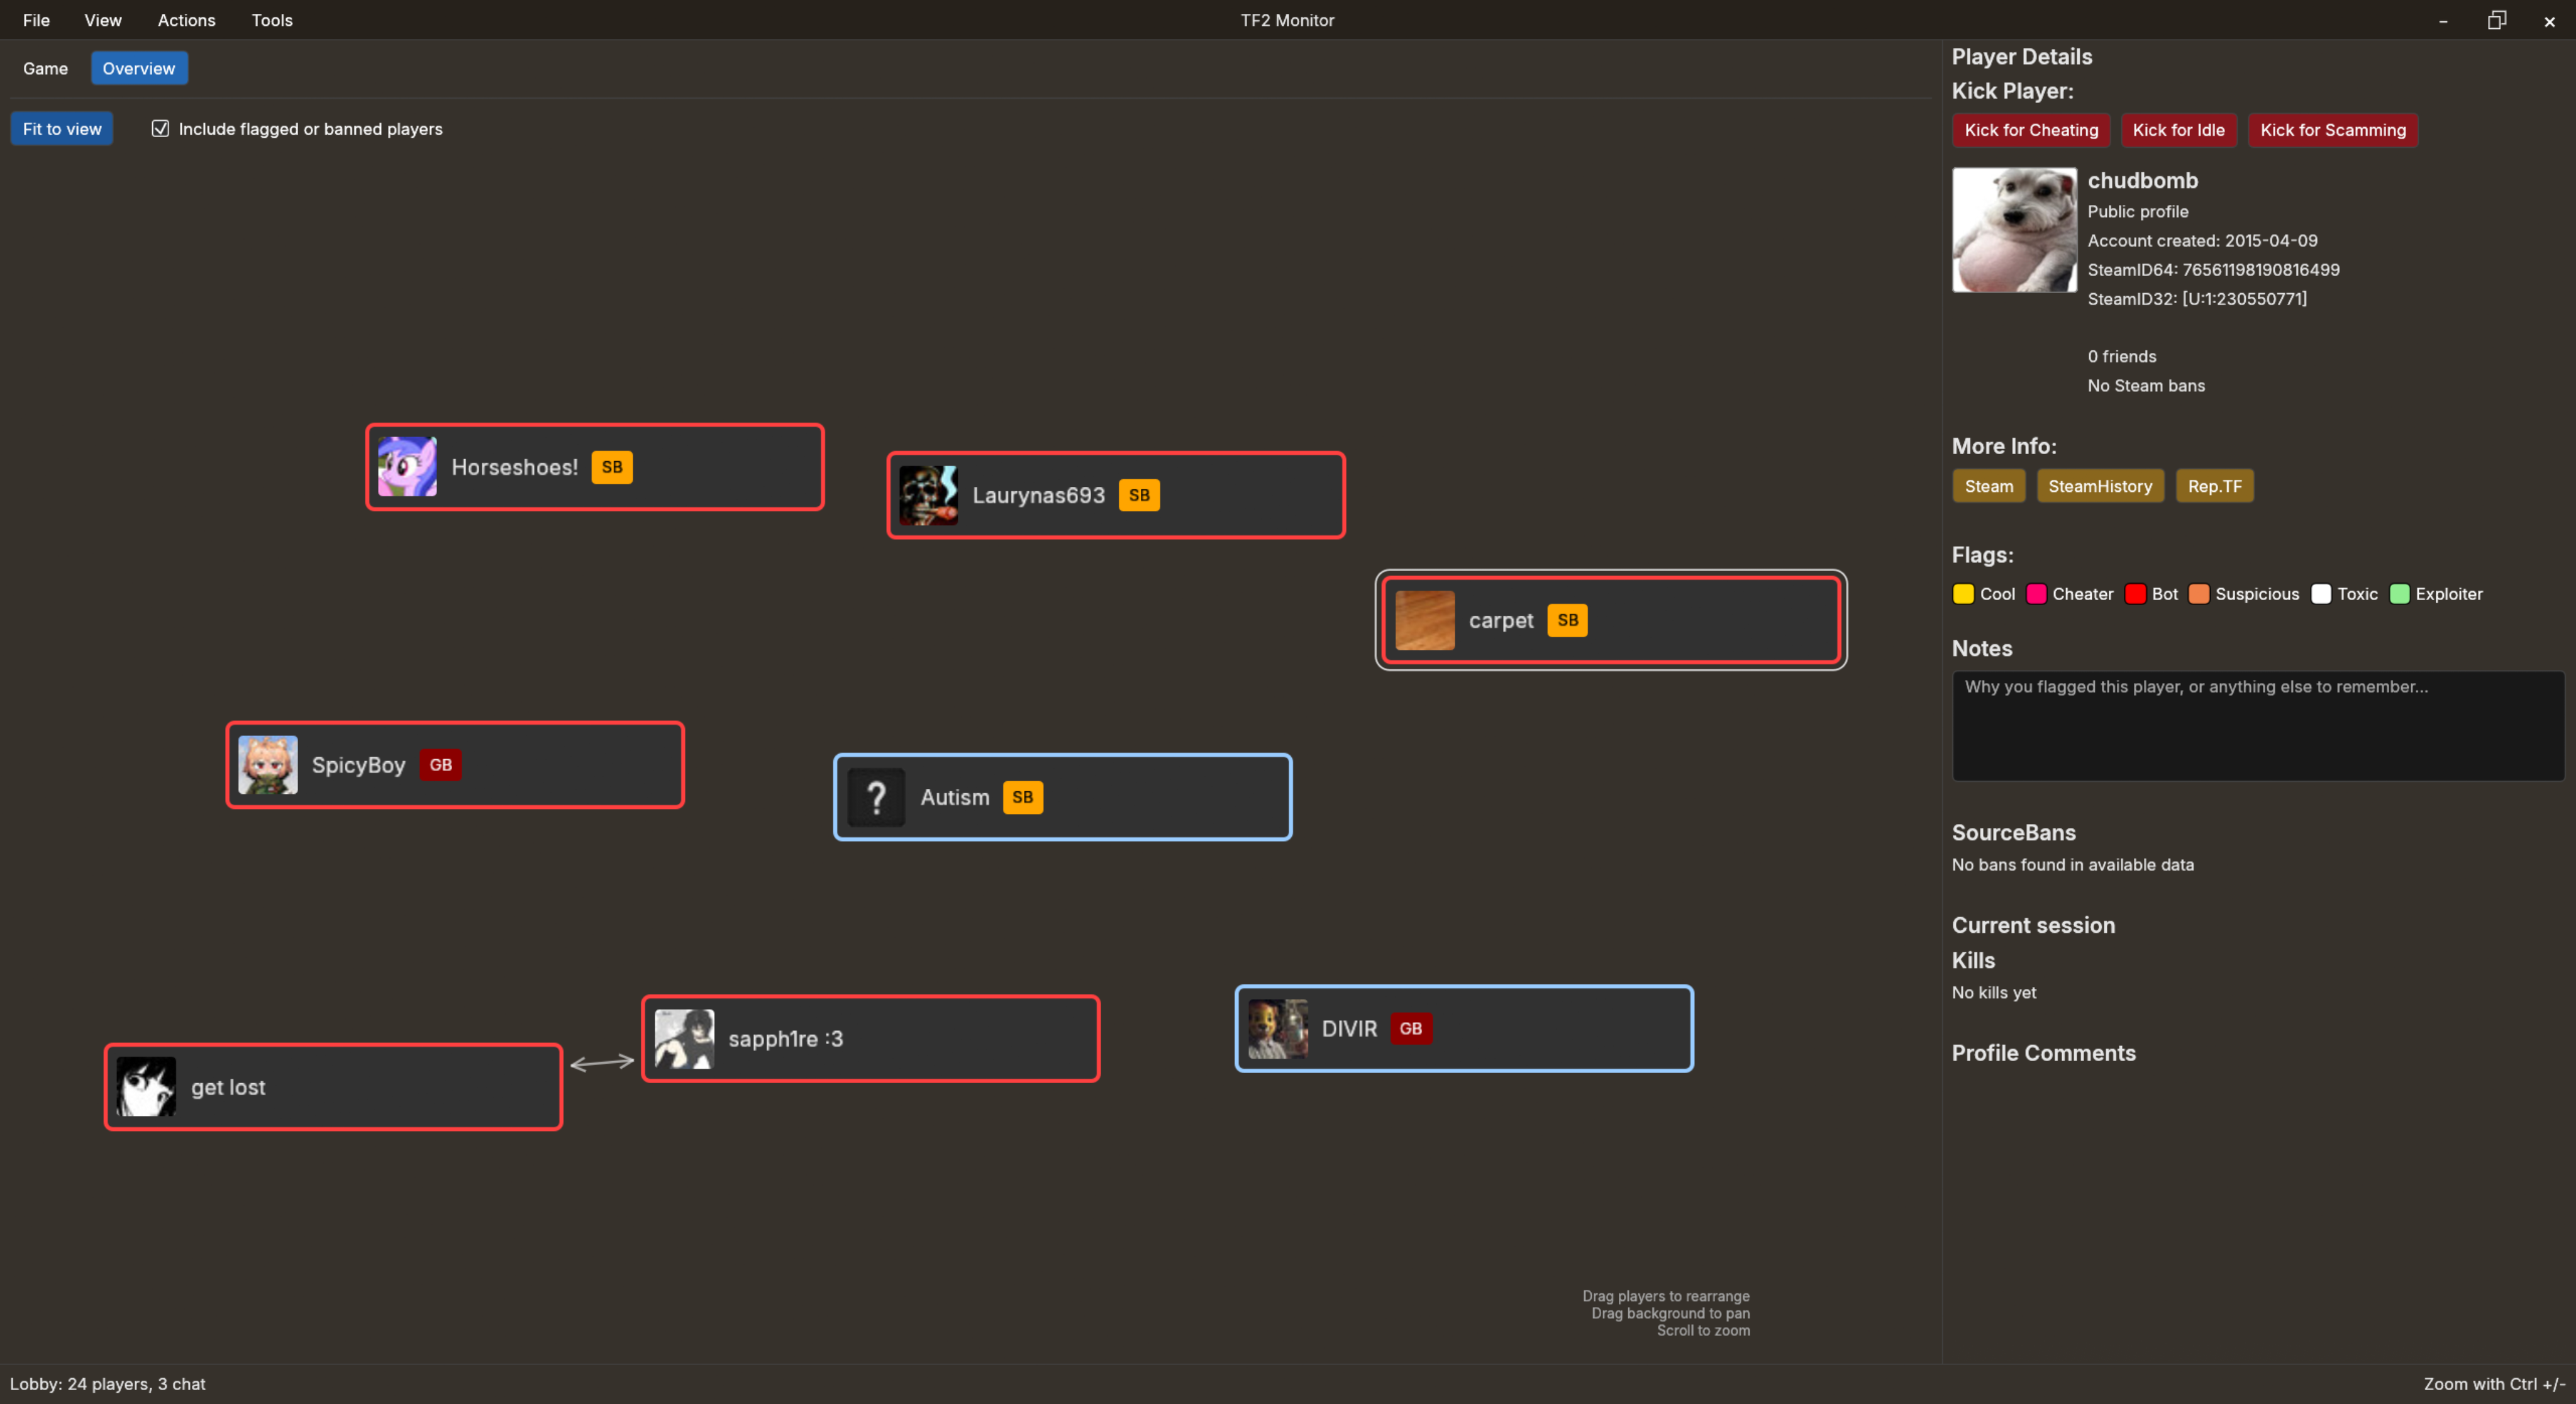 File View Actions Tools
TF2 Monitor
Game Overview
Fit to view
Include flagged or banned players
Horseshoes! SB
Laurynas693 SB
carpet SB
SpicyBoy GB
? Autism SB
sapph1re :3
DIVIR GB
get lost
Drag players to rearrange
Drag background to pan
Scroll to zoom
Player Details
Kick Player:
Kick for Cheating Kick for Idle Kick for Scamming
chudbomb
Public profile
Account created: 2015-04-09
SteamID64: 76561198190816499
SteamID32: [U:1:230550771]
0 friends
No Steam bans
More Info:
Steam SteamHistory Rep.TF
Flags:
Cool Cheater Bot Suspicious Toxic Exploiter
Notes
Why you flagged this player, or anything else to remember...
SourceBans
No bans found in available data
Current session
Kills
No kills yet
Profile Comments
Lobby: 24 players, 3 chat
Zoom with Ctrl +/-